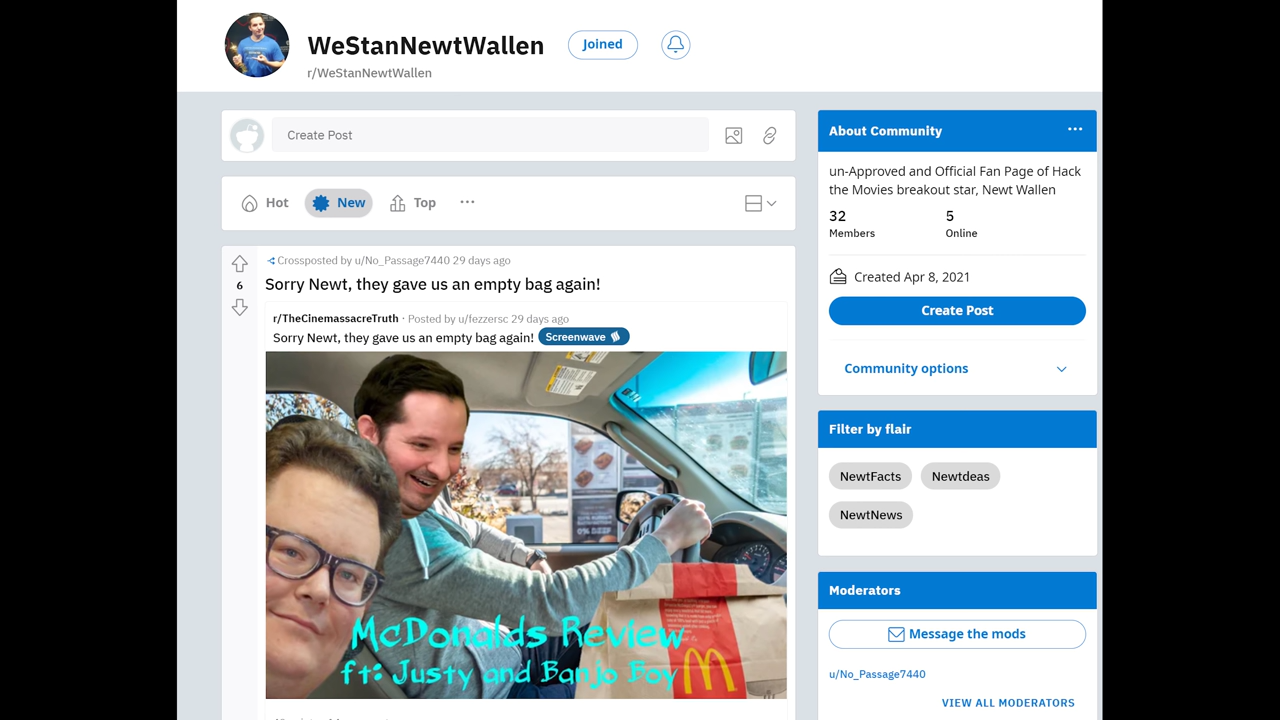 WeStanNewtWallen
Joined
r/WeStanNewtWallen
Create Post
Hot
New
Top
Crossposted by u/No_Passage7440 29 days ago
6
Sorry Newt, they gave us an empty bag again!
r/TheCinemassacreTruth · Posted by u/fezzersc 29 days ago
Sorry Newt, they gave us an empty bag again! Screenwave
McDonalds Review
ft: Justy and Banjo Boy
About Community
un-Approved and Official Fan Page of Hack
the Movies breakout star, Newt Wallen
32 5
Members Online
Created Apr 8, 2021
Create Post
Community options
Filter by flair
NewtFacts Newtdeas
NewtNews
Moderators
Message the mods
u/No_Passage7440
VIEW ALL MODERATORS